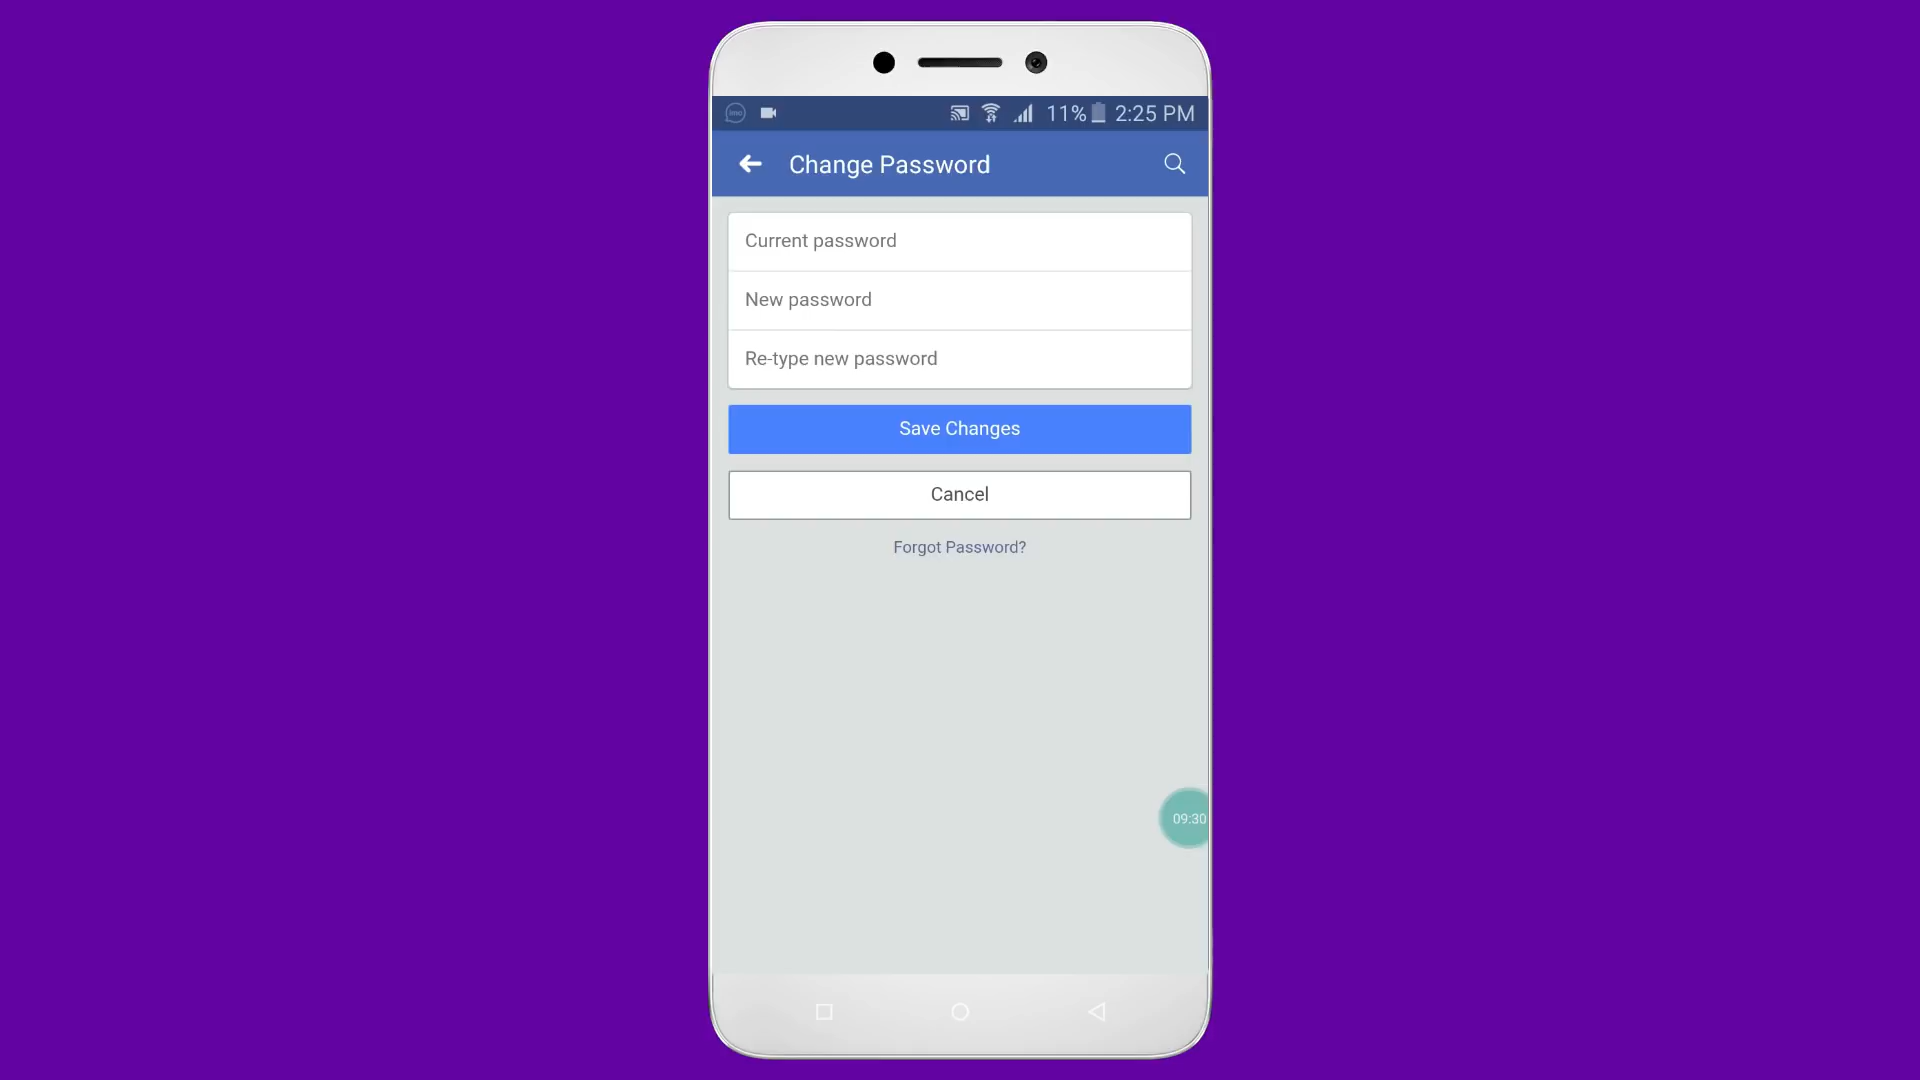 imo 11% 2:25 PM
Change Password
Current password
New password
Re-type new password
Save Changes
Cancel
Forgot Password?
09:30